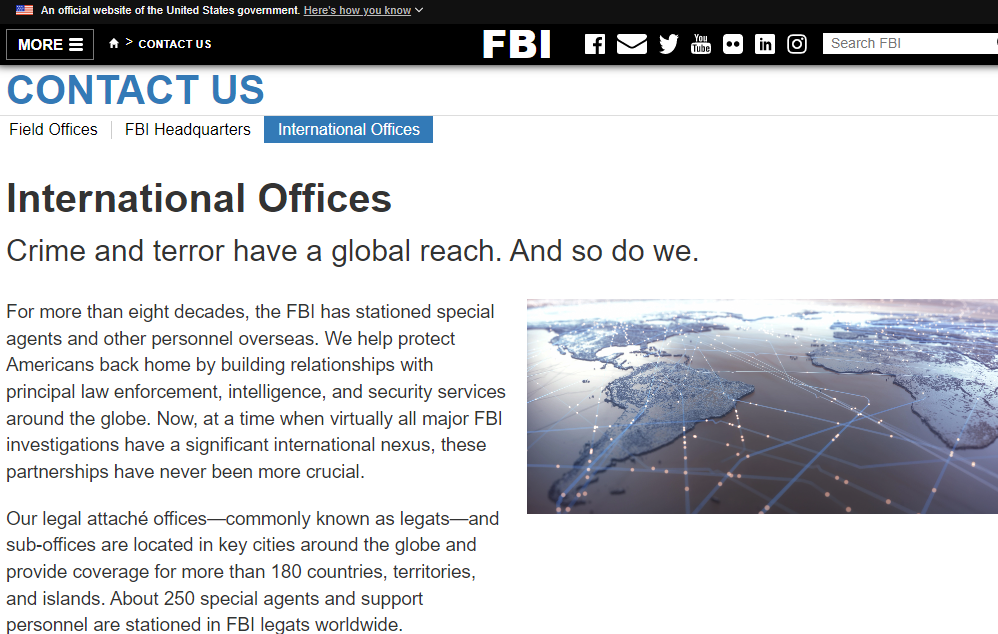 An official website of the United States government. Here's how you know
MORE
> CONTACT US
FBI
You
Tube
in
Search FBI
CONTACT US
Field Offices
FBI Headquarters
International Offices
International Offices
Crime and terror have a global reach. And so do we.
For more than eight decades, the FBI has stationed special
agents and other personnel overseas. We help protect
Americans back home by building relationships with
principal law enforcement, intelligence, and security services
around the globe. Now, at a time when virtually all major FBI
investigations have a significant international nexus, these
partnerships have never been more crucial.
Our legal attaché offices—commonly known as legats—and
sub-offices are located in key cities around the globe and
provide coverage for more than 180 countries, territories,
and islands. About 250 special agents and support
personnel are stationed in FBI legats worldwide.